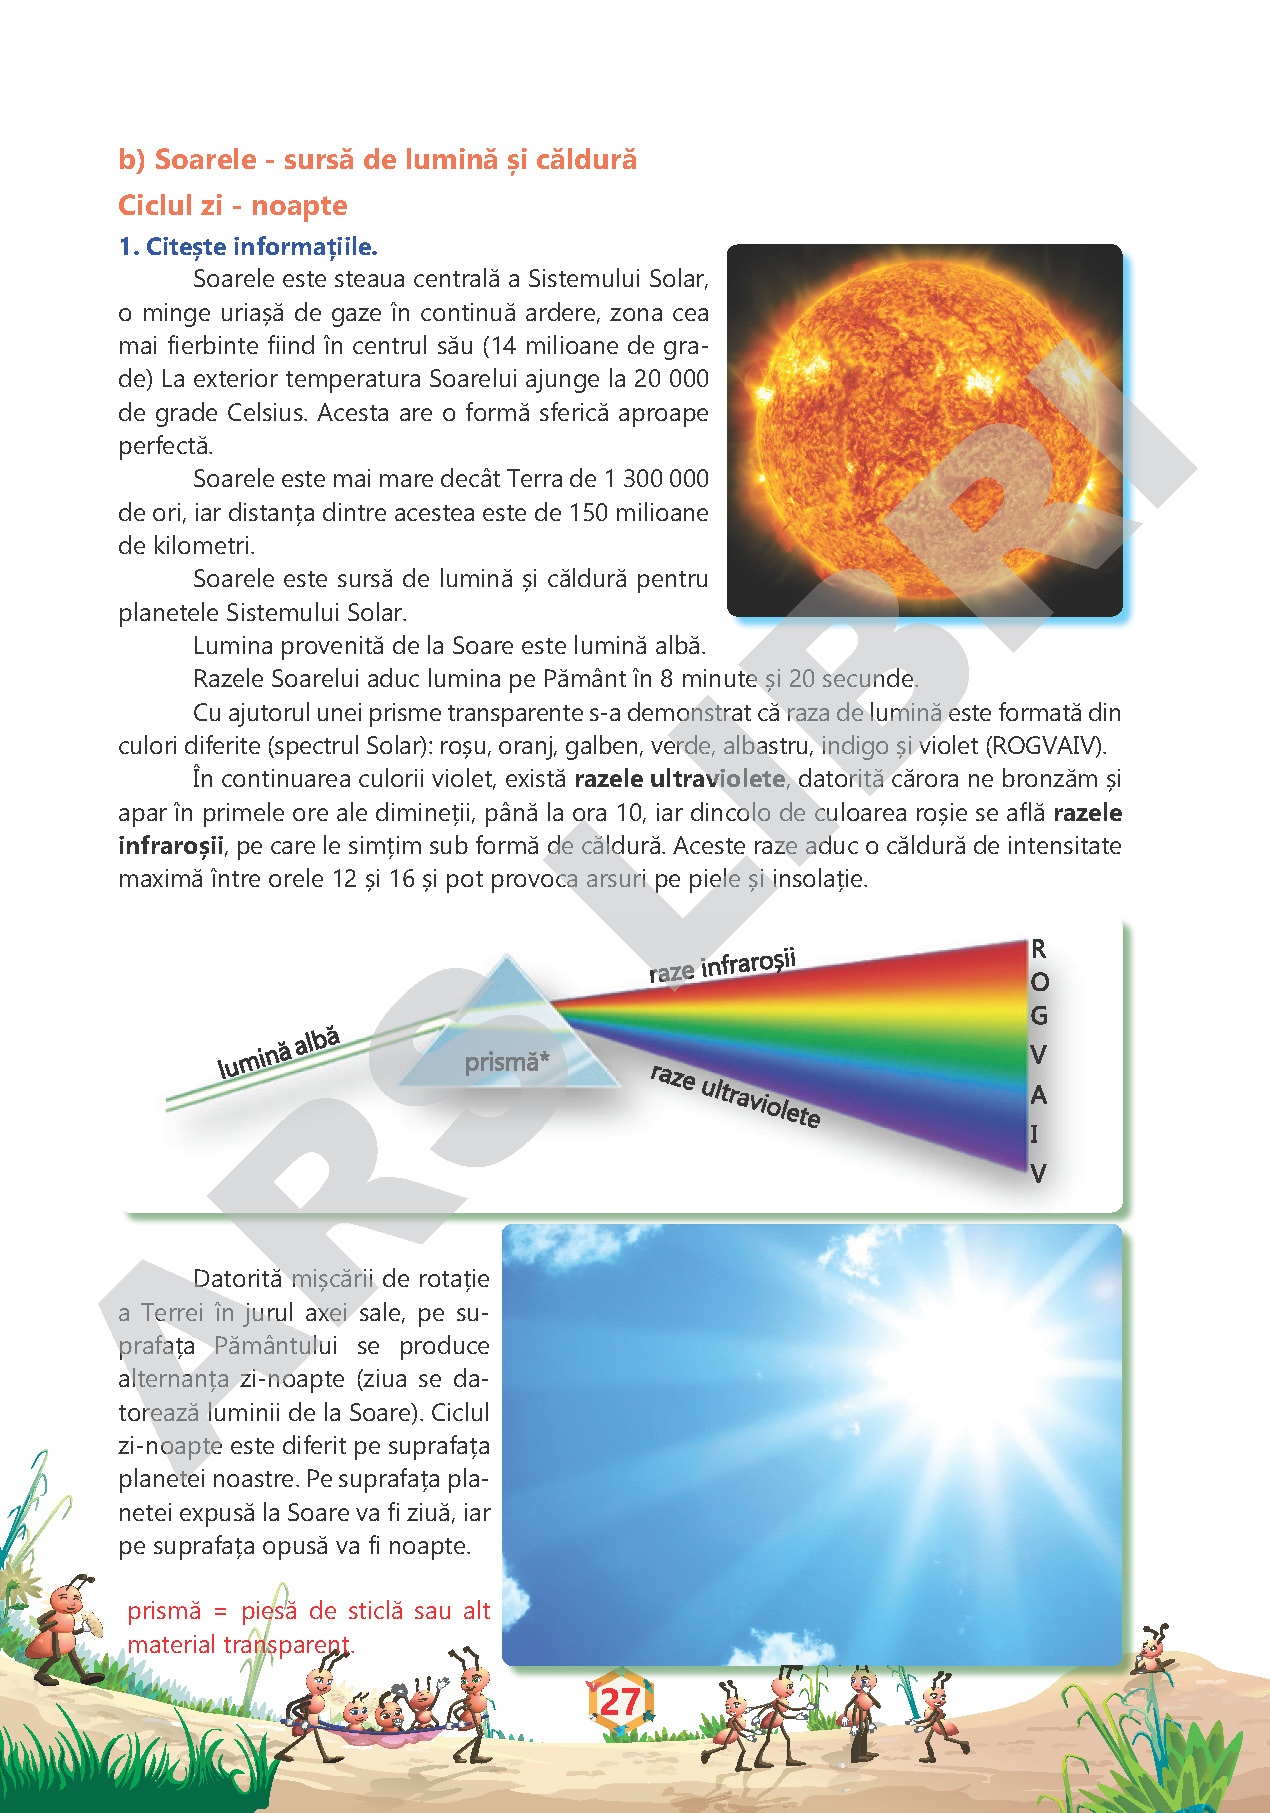 b) Soarele - sursă de lumină și căldură
Ciclul zi - noapte
1. Citește informațiile.
Soarele este steaua centrală a Sistemului Solar,
o minge uriașă de gaze în continuă ardere, zona cea
mai fierbinte fiind în centrul său (14 milioane de gra-
de) La exterior temperatura Soarelui ajunge la 20 000
de grade Celsius. Acesta are o formă sferică aproape
perfectă.
Soarele este mai mare decât Terra de 1 300 000
de ori, iar distanța dintre acestea este de 150 milioane
de kilometri.
Soarele este sursă de lumină și căldură pentru
planetele Sistemului Solar.
Lumina provenită de la Soare este lumină albă.
Razele Soarelui aduc lumina pe Pământ în 8 minute și 20 secunde.
Cu ajutorul unei prisme transparente s-a demonstrat că raza de lumină este formată din
culori diferite (spectrul Solar): roșu, oranj, galben, verde, albastru, indigo și violet (ROGVAIV).
În continuarea culorii violet, există razele ultraviolete, datorită cărora ne bronzăm și
apar în primele ore ale dimineții, până la ora 10, iar dincolo de culoarea roșie se află razele
infraroșii, pe care le simțim sub formă de căldură. Aceste raze aduc o căldură de intensitate
maximă între orele 12 și 16 și pot provoca arsuri pe piele și insolație.
lumină albă
prismă*
raze infraroșii
raze ultraviolete
R
O
G
V
A
I
V
Datorită mișcării de rotație
a Terrei în jurul axei sale, pe su-
prafața Pământului se produce
alternanța zi-noapte (ziua se da-
torează luminii de la Soare). Ciclul
zi-noapte este diferit pe suprafața
planetei noastre. Pe suprafața pla-
netei expusă la Soare va fi ziuă, iar
pe suprafața opusă va fi noapte.
prismă = piesă de sticlă sau alt
material transparent.
27
ARS LIBRI